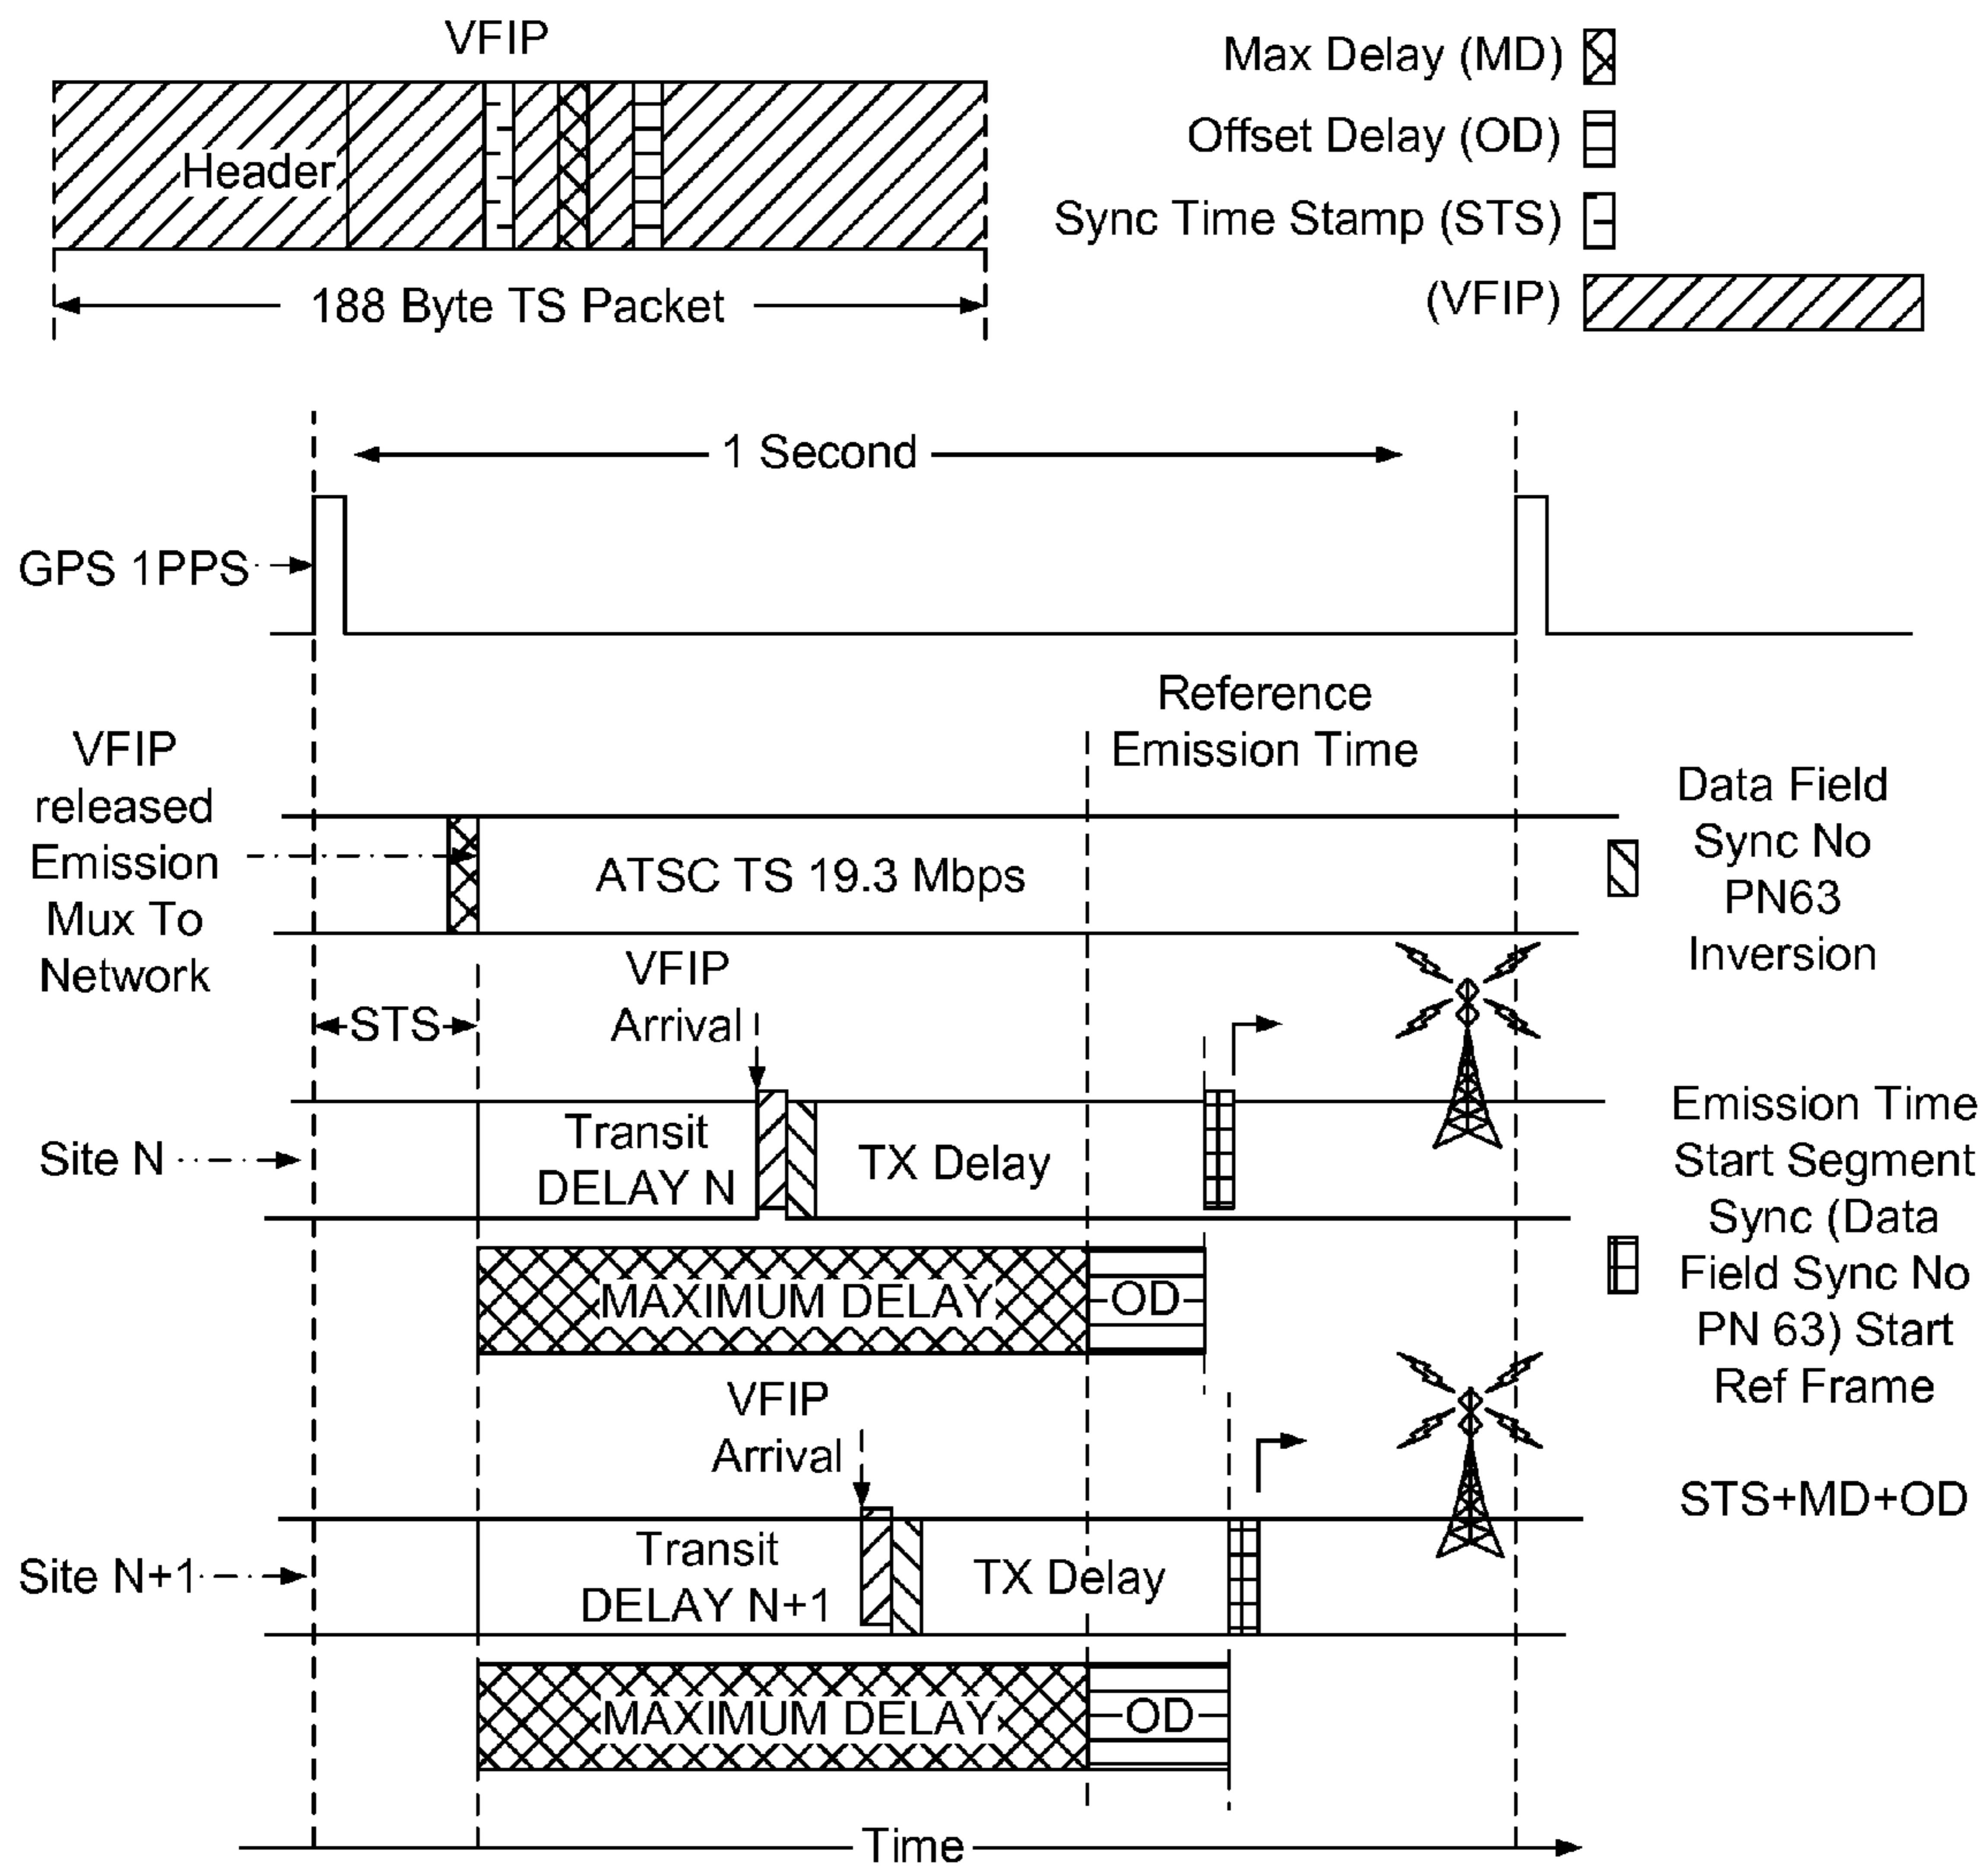 VFIP
Header
188 Byte TS Packet
Max Delay (MD)
Offset Delay (OD)
Sync Time Stamp (STS)
(VFIP)
1 Second
GPS 1PPS
Reference
Emission Time
VFIP
released
Emission
Mux To
Network
ATSC TS 19.3 Mbps
Data Field
Sync No
PN63
Inversion
STS
VFIP
Arrival
Site N
Transit
DELAY N
TX Delay
Emission Time
Start Segment
Sync (Data
Field Sync No
PN 63) Start
Ref Frame
MAXIMUM DELAY
OD
VFIP
Arrival
STS+MD+OD
Site N+1
Transit
DELAY N+1
TX Delay
MAXIMUM DELAY
OD
Time